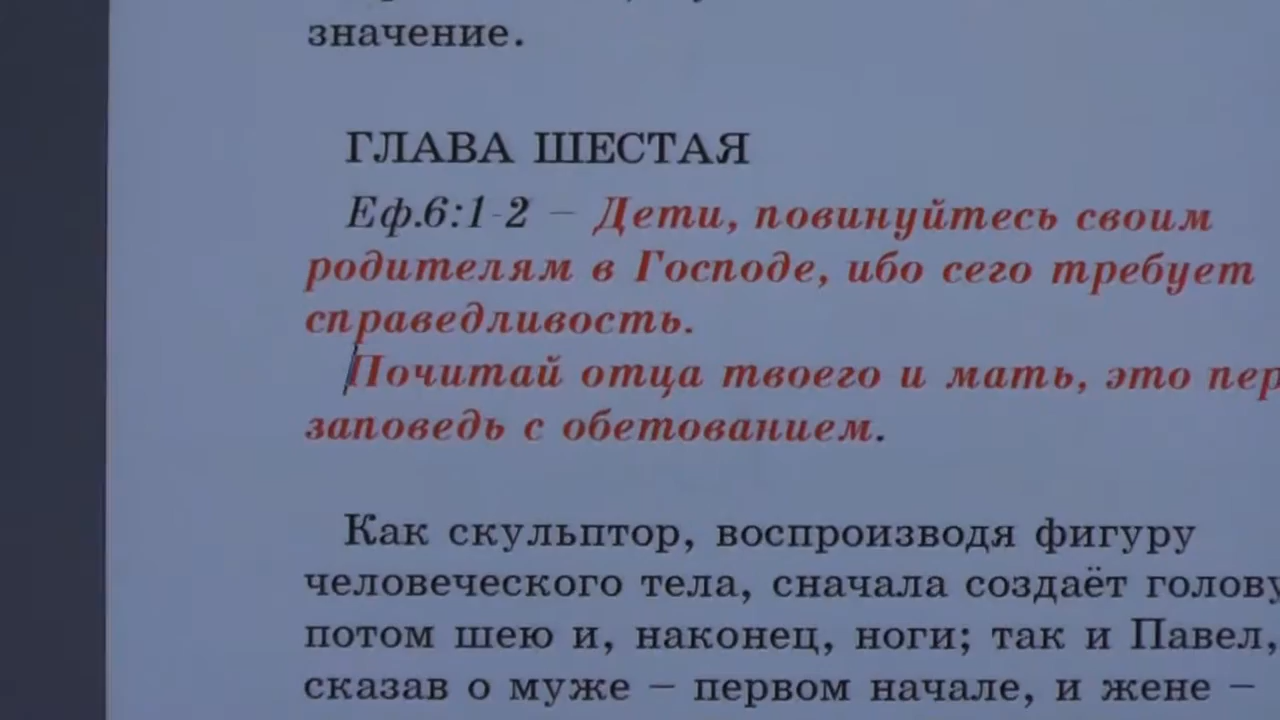 значение.
ГЛАВА ШЕСТАЯ
Еф.6:1-2 – Дети, повинуйтесь своим
родителям в Господе, ибо сего требует
справедливость.
Почитай отца твоего и мать, это
заповедь с обетованием.
Как скульптор, воспроизводя фигуру
человеческого тела, сначала создаёт голову
потом шею и, наконец, ноги; так и Павел,
сказав о муже – первом начале, и жене –